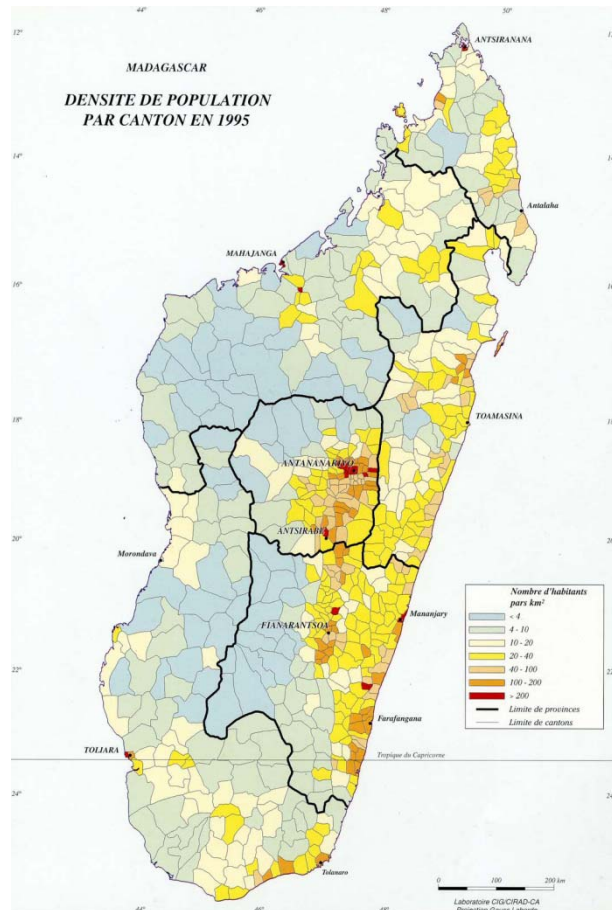 44
46
50
12°
ANTSIRANANA
MADAGASCAR
DENSITE DE POPULATION
PAR CANTON EN 1995
14°
Antalaha
MAHAJANGA
16°
18°
TOAMASINA
ANTANANARIVO
ANTSIRABE
20°
Morondava
Nombre d'habitants
pars km²
< 4
4 - 10
10 - 20
20 - 40
40 - 100
100 - 200
> 200
Limite de provinces
Limite de cantons
Mananjary
FIANARANTSOA
22°
Farafangana
TOLIARA
Tropique du Capricorne
24°
Tolanaro
0 100 200 km
44
46
48
Laboratoire CIG/CIRAD-CA